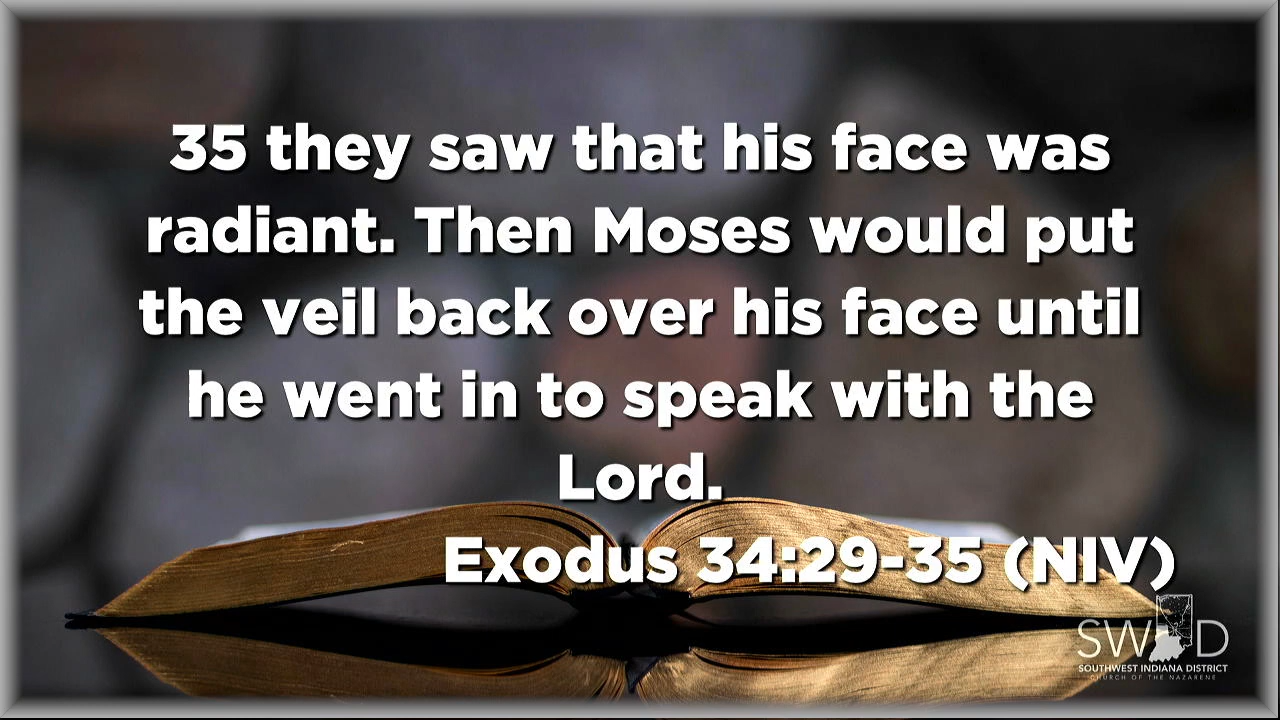 35 they saw that his face was
radiant. Then Moses would put
the veil back over his face until
he went in to speak with the
Lord.
Exodus 34:29-35 (NIV)
SW D
SOUTHWEST INDIANA DISTRICT
CHURCH OF THE NAZARENE